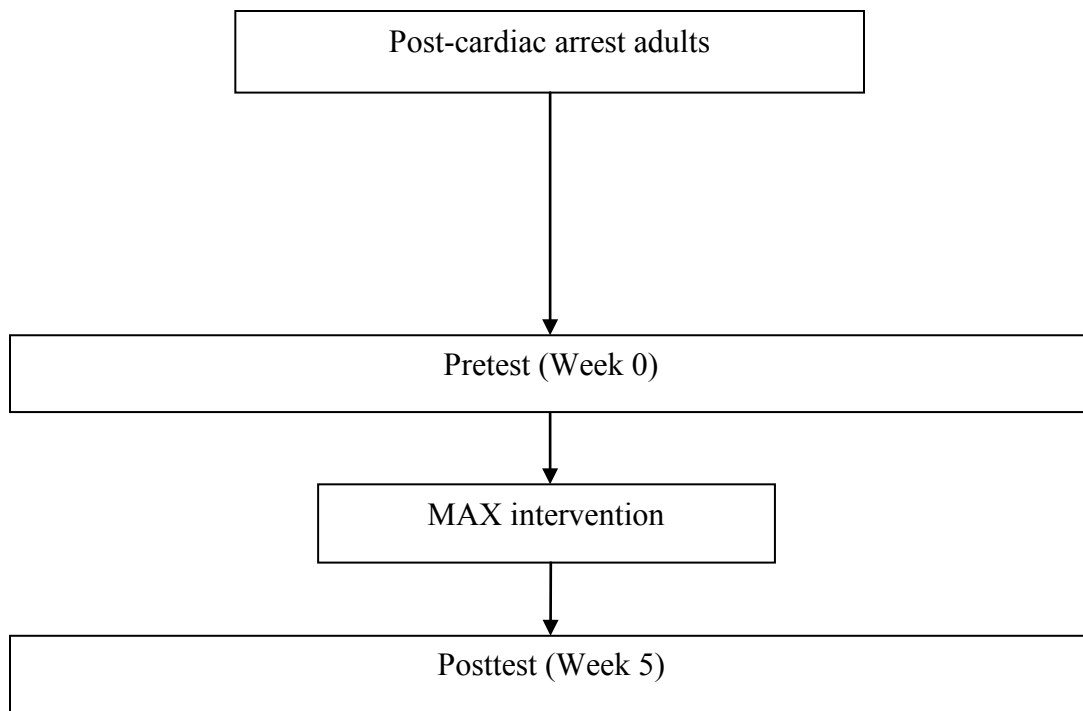 Post-cardiac arrest adults
Pretest (Week 0)
MAX intervention
Posttest (Week 5)